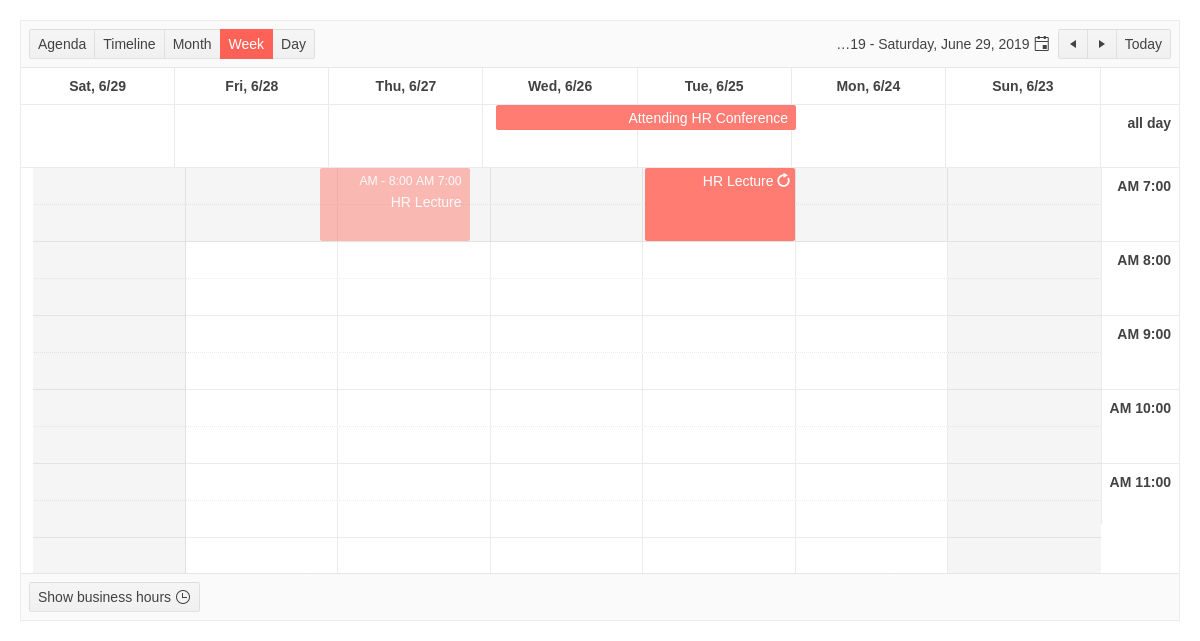 Agenda Timeline Month Week Day …19 - Saturday, June 29, 2019 Today
Sat, 6/29 Fri, 6/28 Thu, 6/27 Wed, 6/26 Tue, 6/25 Mon, 6/24 Sun, 6/23
Attending HR Conference all day
AM - 8:00 AM 7:00 HR Lecture AM 7:00
HR Lecture
AM 8:00
AM 9:00
AM 10:00
AM 11:00
Show business hours